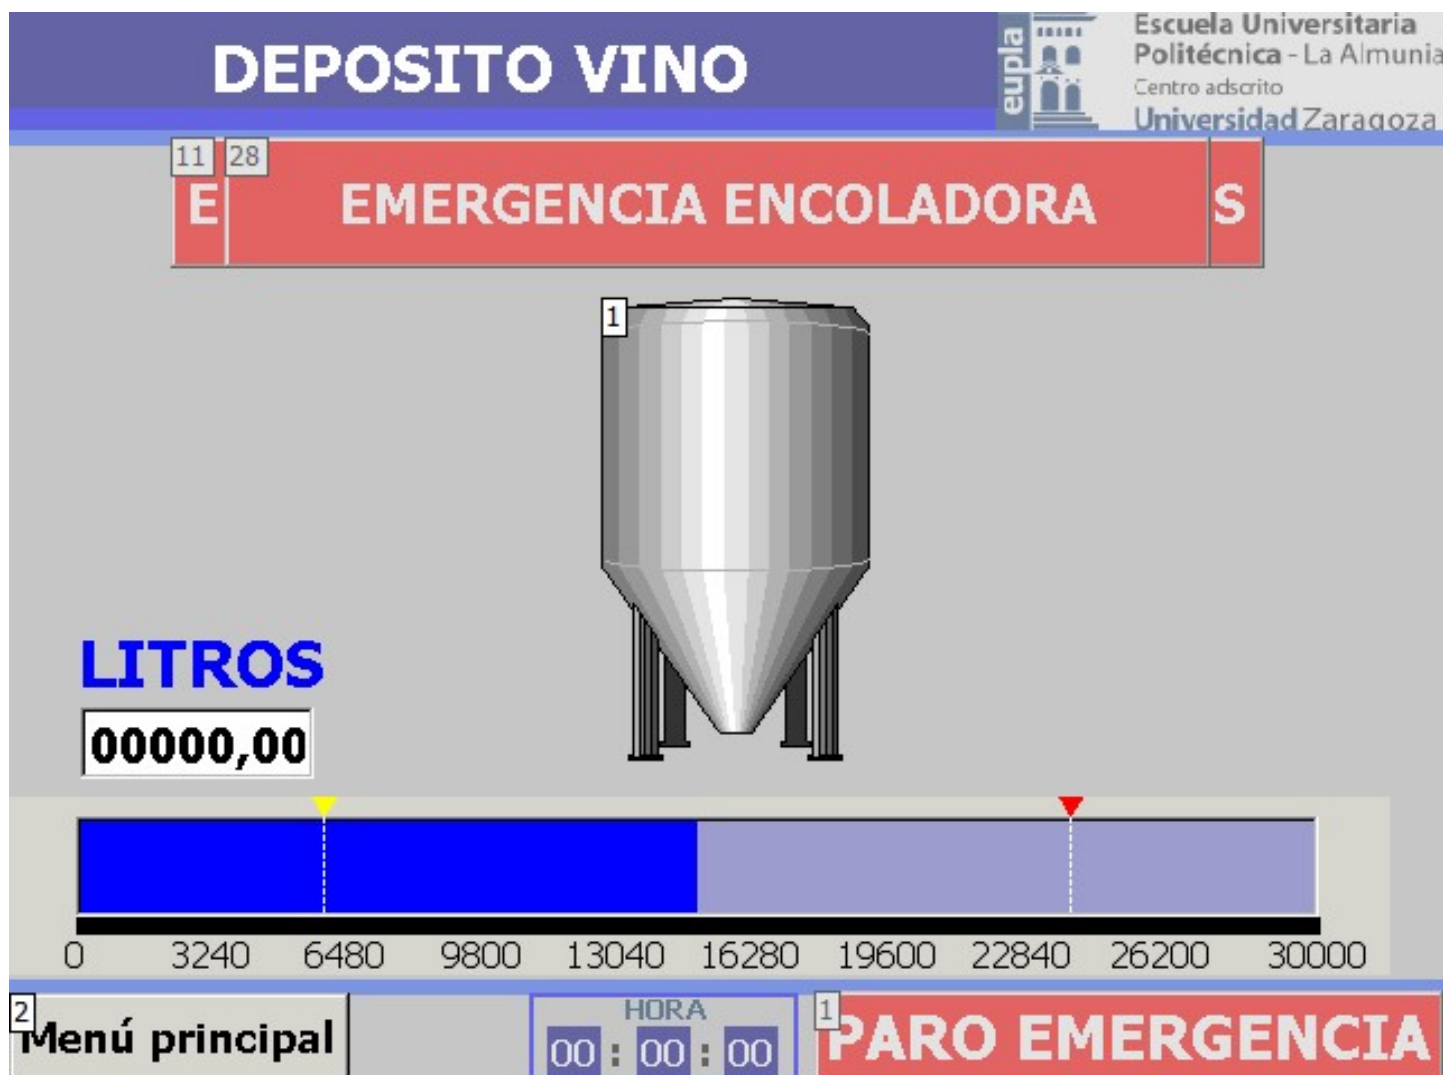 DEPOSITO VINO
eupla
Escuela Universitaria
Politécnica - La Almunia
Centro adscrito
Universidad Zaragoza
11 28
E EMERGENCIA ENCOLADORA S
1
LITROS
00000,00
0 3240 6480 9800 13040 16280 19600 22840 26200 30000
2
Menú principal
HORA
00 : 00 : 00
1
PARO EMERGENCIA